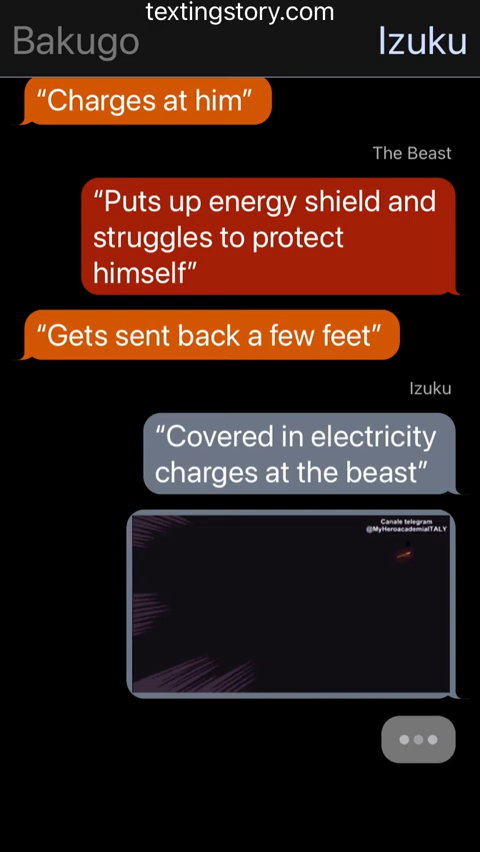 textingstory.com
Bakugo
Izuku
“Charges at him”
The Beast
“Puts up energy shield and
struggles to protect
himself”
“Gets sent back a few feet”
Izuku
“Covered in electricity
charges at the beast”
Canale telegram
@MyHeroacademiaITALY